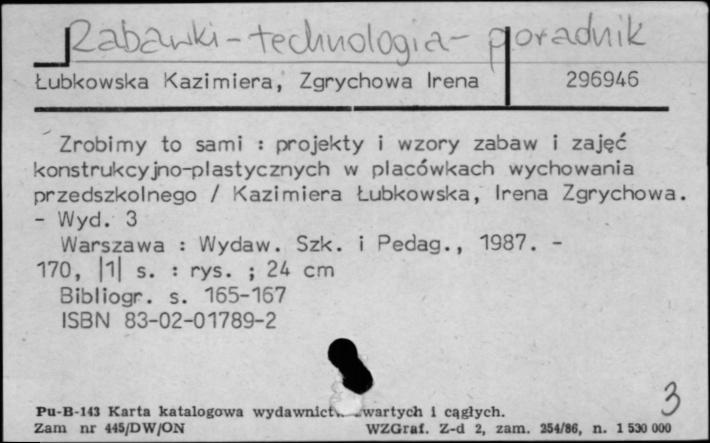 Zabawki - technologia - poradnik
Łubkowska Kazimiera, Zgrychowa Irena 296946
Zrobimy to sami : projekty i wzory zabaw i zajęć
konstrukcyjno-plastycznych w placówkach wychowania
przedszkolnego / Kazimiera Łubkowska, Irena Zgrychowa.
- Wyd. 3
Warszawa : Wydaw. Szk. i Pedag., 1987. -
170, |1| s. : rys. ; 24 cm
Bibliogr. s. 165-167
ISBN 83-02-01789-2
3
Pu-B-143 Karta katalogowa wydawnict. wartych i ciągłych.
Zam nr 445/DW/ON WZGraf. Z-d 2, zam. 254/86, n. 1 530 000